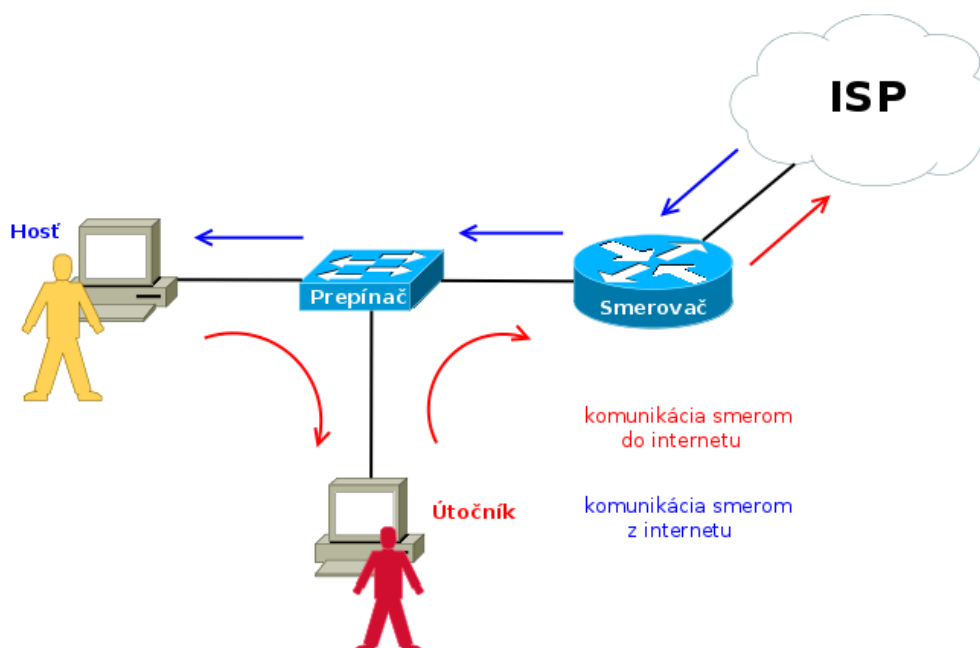 ISP
Hosť
Prepínač
Smerovač
komunikácia smerom
do internetu
Útočník
komunikácia smerom
z internetu